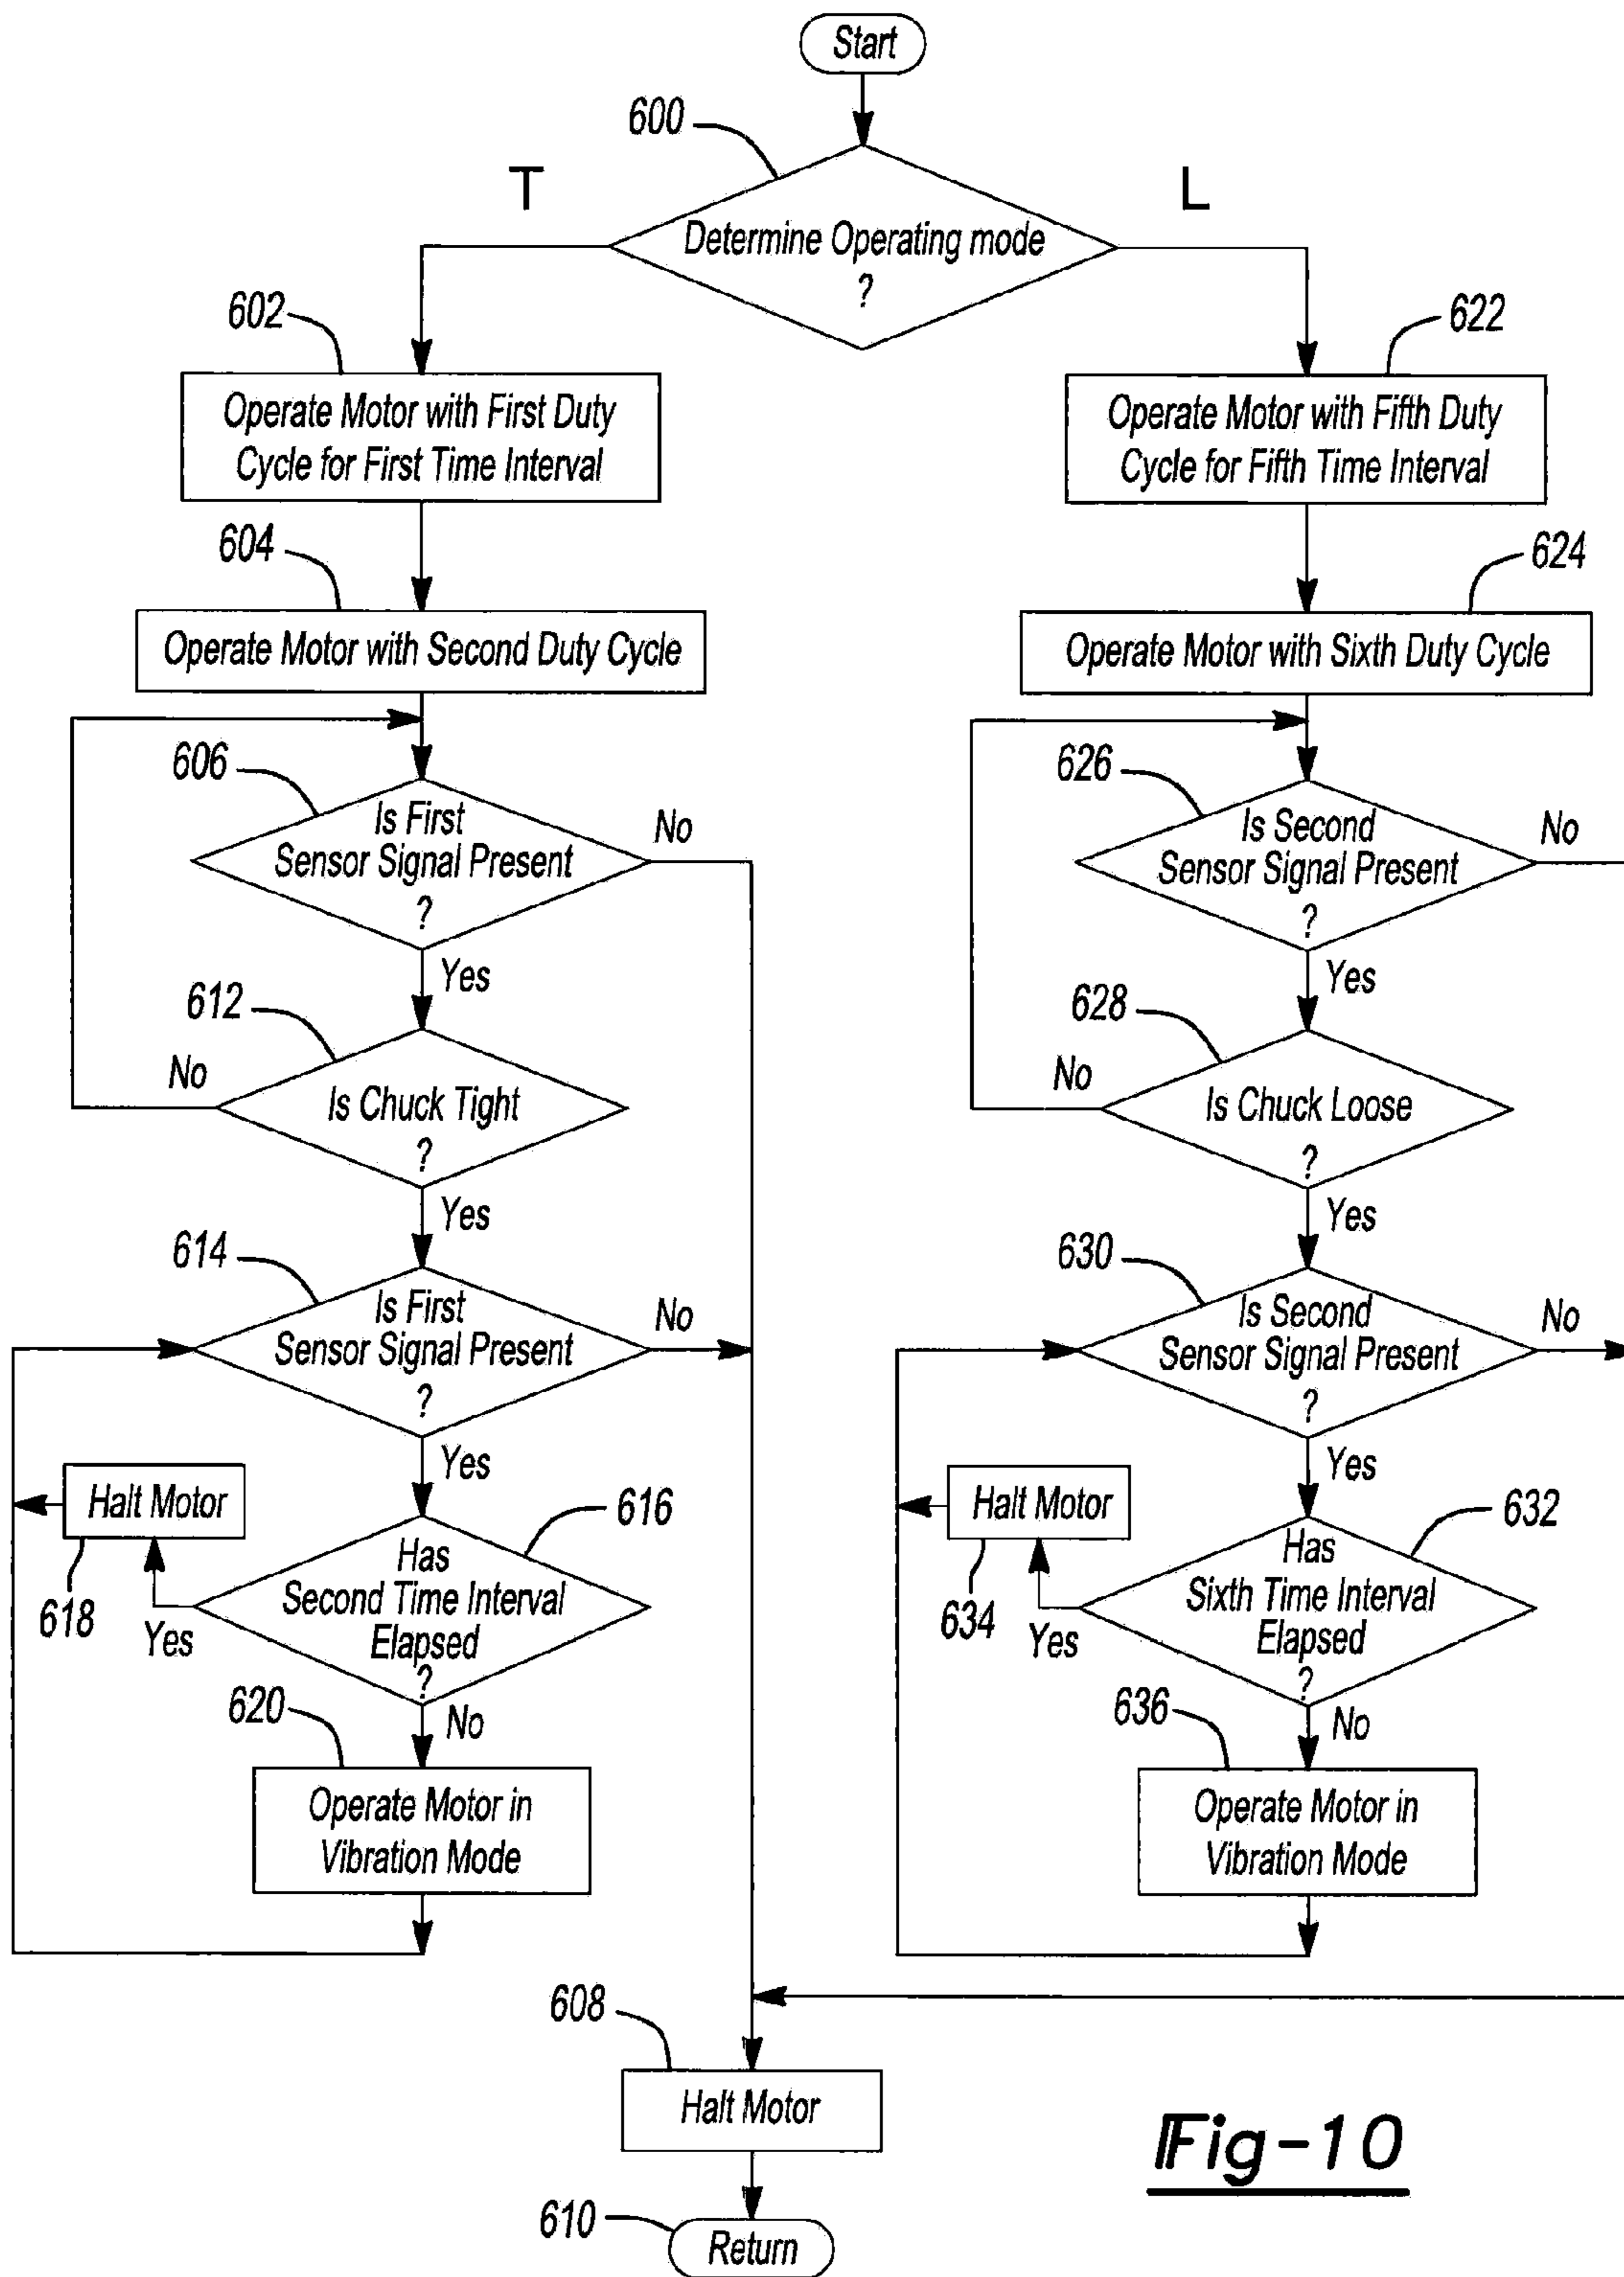 Start
600
T
L
Determine Operating mode
?
602
Operate Motor with First Duty
Cycle for First Time Interval
604
Operate Motor with Second Duty Cycle
606
Is First
Sensor Signal Present
?
No
Yes
612
No
Is Chuck Tight
?
Yes
614
Is First
Sensor Signal Present
?
No
Yes
Halt Motor
618
Yes
616
Has
Second Time Interval
Elapsed
?
No
620
Operate Motor in
Vibration Mode
622
Operate Motor with Fifth Duty
Cycle for Fifth Time Interval
624
Operate Motor with Sixth Duty Cycle
626
Is Second
Sensor Signal Present
?
No
Yes
628
No
Is Chuck Loose
?
Yes
630
Is Second
Sensor Signal Present
?
No
Yes
Halt Motor
634
Yes
632
Has
Sixth Time Interval
Elapsed
?
No
636
Operate Motor in
Vibration Mode
608
Halt Motor
610
Return
Fig-10